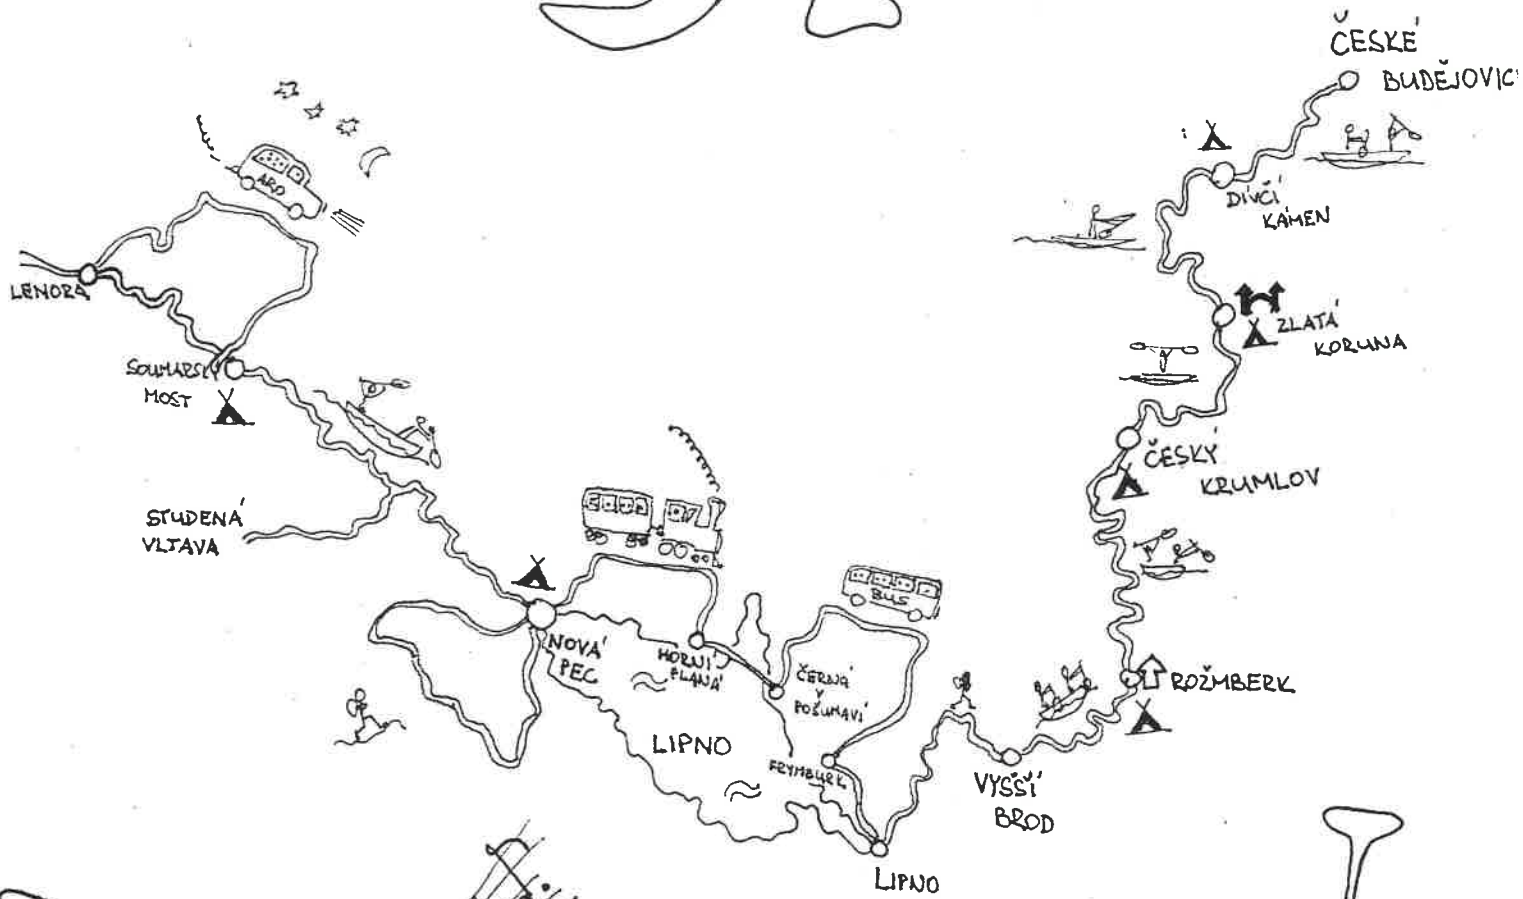 ČESKÉ
BUDĚJOVIC
ARO
DÍVČÍ
KÁMEN
LENORA
ZLATÁ
KORUNA
SOUMARSKÝ
MOST
ČESKÝ
KRUMLOV
STUDENÁ
VLTAVA
BUS
NOVÁ
PEC
HORNÍ
PLANÁ
ČERNÁ
V
POŠUMAVÍ
ROŽMBERK
LIPNO
FRYMBURK
VYŠŠÍ
BROD
LIPNO